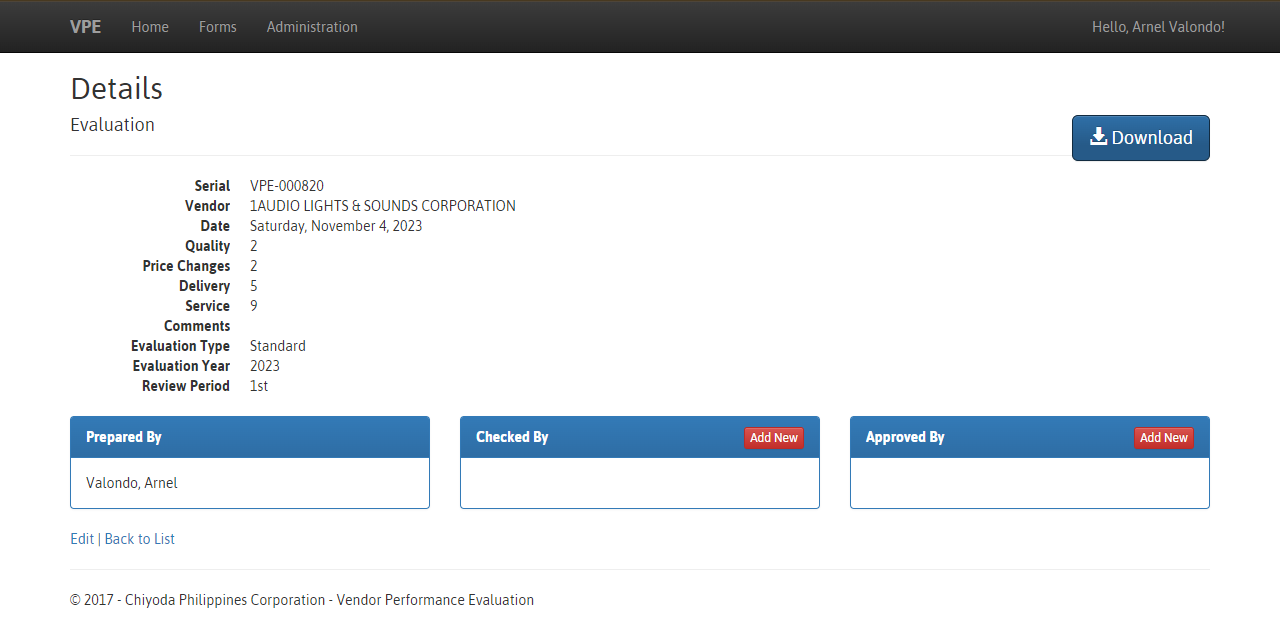 VPE Home Forms Administration Hello, Arnel Valondo!
Details
Evaluation
Download
Serial VPE-000820
Vendor 1AUDIO LIGHTS & SOUNDS CORPORATION
Date Saturday, November 4, 2023
Quality 2
Price Changes 2
Delivery 5
Service 9
Comments
Evaluation Type Standard
Evaluation Year 2023
Review Period 1st
Prepared By
Valondo, Arnel
Checked By Add New
Approved By Add New
Edit | Back to List
© 2017 - Chiyoda Philippines Corporation - Vendor Performance Evaluation